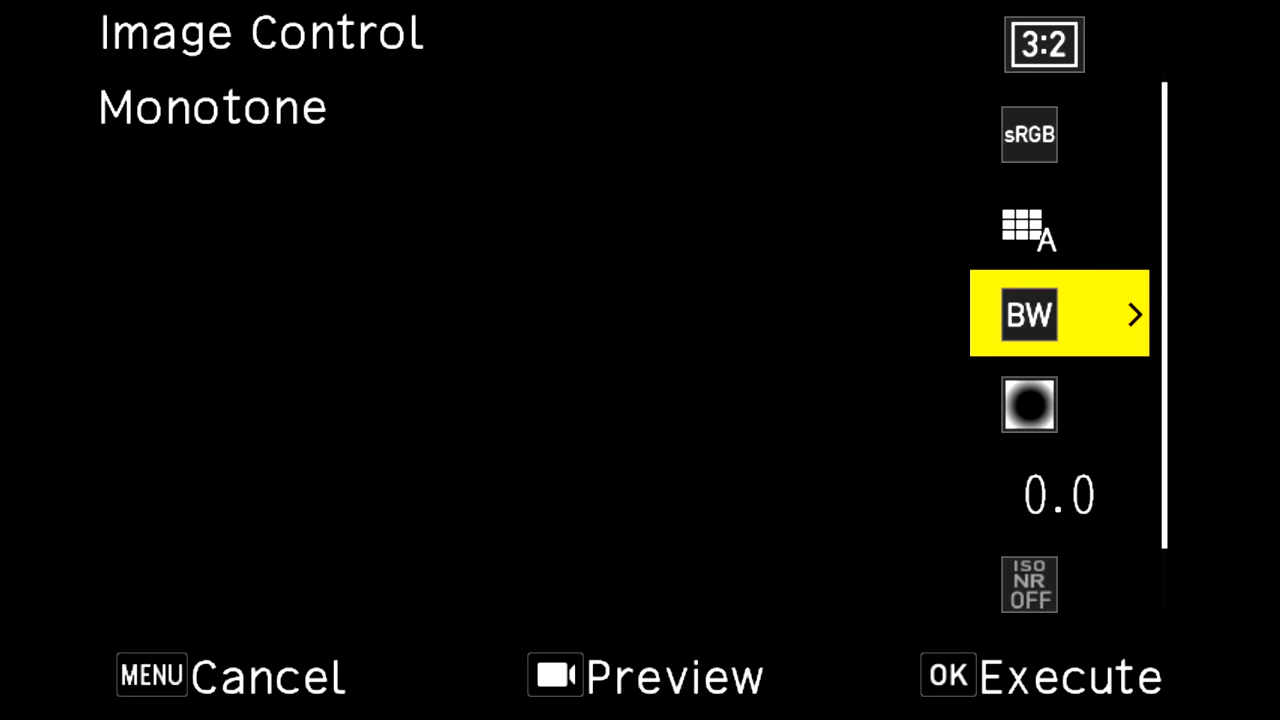 Image Control
Monotone
3:2
sRGB
A
BW
0.0
ISO
NR
OFF
MENU Cancel
Preview
OK Execute